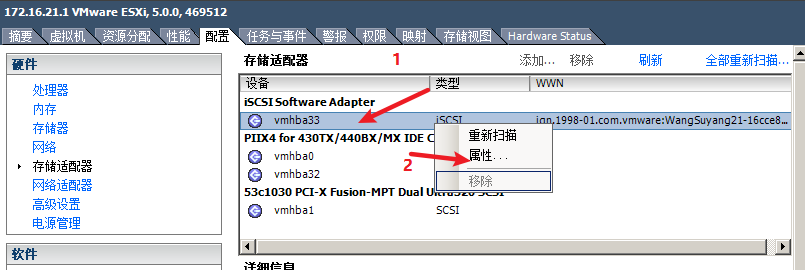 172.16.21.1 VMware ESXi, 5.0.0, 469512
摘要 虚拟机 资源分配 性能 配置 任务与事件 警报 权限 映射 存储视图 Hardware Status
硬件
处理器
内存
存储器
网络
存储适配器
网络适配器
高级设置
电源管理
软件
存储适配器 1 添加... 移除 刷新 全部重新扫描...
设备 类型 WWN
iSCSI Software Adapter
vmhba33 iSCSI iqn.1998-01.com.vmware:WangSuyang21-16cce8...
PIIX4 for 430TX/440BX/MX IDE C
vmhba0
vmhba32
53c1030 PCI-X Fusion-MPT Dual Ultra320 SCSI
vmhba1 SCSI
重新扫描
2 属性...
移除
详细信息